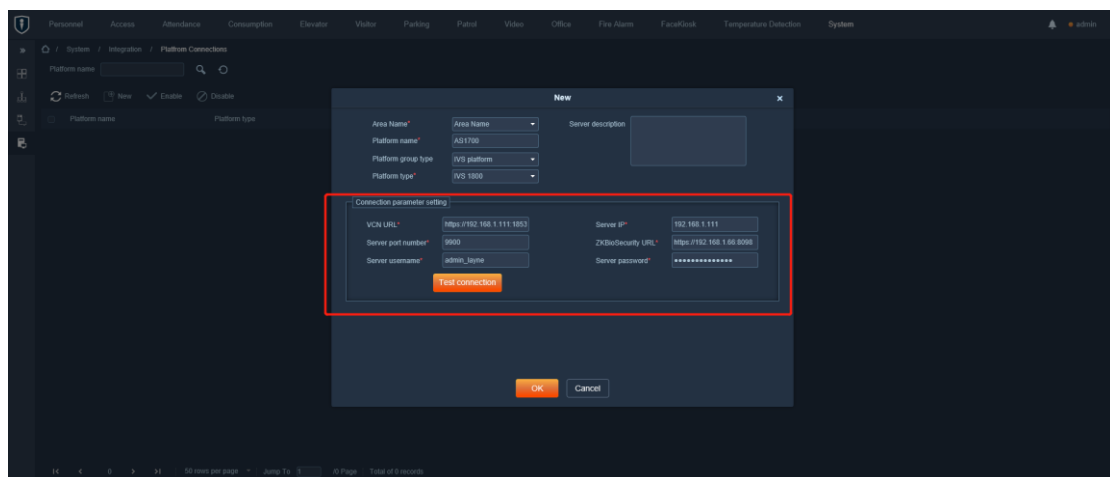 Personnel Access Attendance Consumption Elevator Visitor Parking Patrol Video Office Fire Alarm FaceKiosk Temperature Detection System admin
/ System / Integration / Platfrom Connections
Platform name
Refresh New Enable Disable
Platform name Platform type
New
Area Name* Area Name Server description
Platform name* AS1700
Platform group type IVS platform
Platform type* IVS 1800
Connection parameter setting
VCN URL* https://192.168.1.111:1853 Server IP* 192.168.1.111
Server port number* 9900 ZKBioSecurity URL* https://192.168.1.66:8098
Server username* admin_layne Server password* ••••••••••••••
Test connection
OK Cancel
0 50 rows per page Jump To 1 /0 Page Total of 0 records